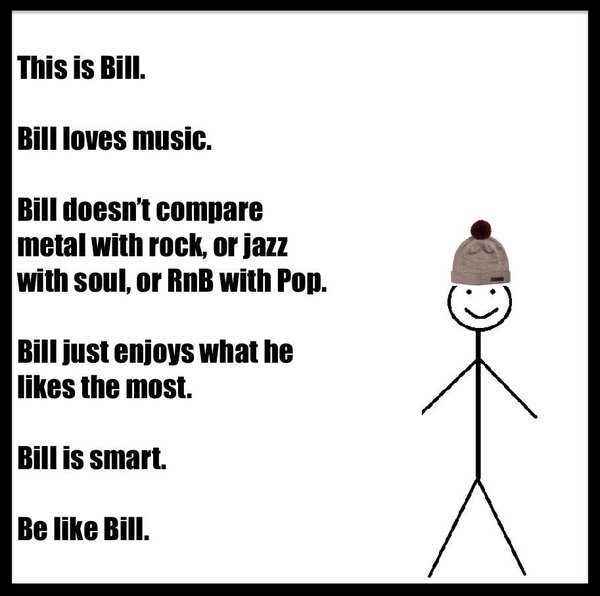 This is Bill.
Bill loves music.
Bill doesn’t compare
metal with rock, or jazz
with soul, or RnB with Pop.
Bill just enjoys what he
likes the most.
Bill is smart.
Be like Bill.